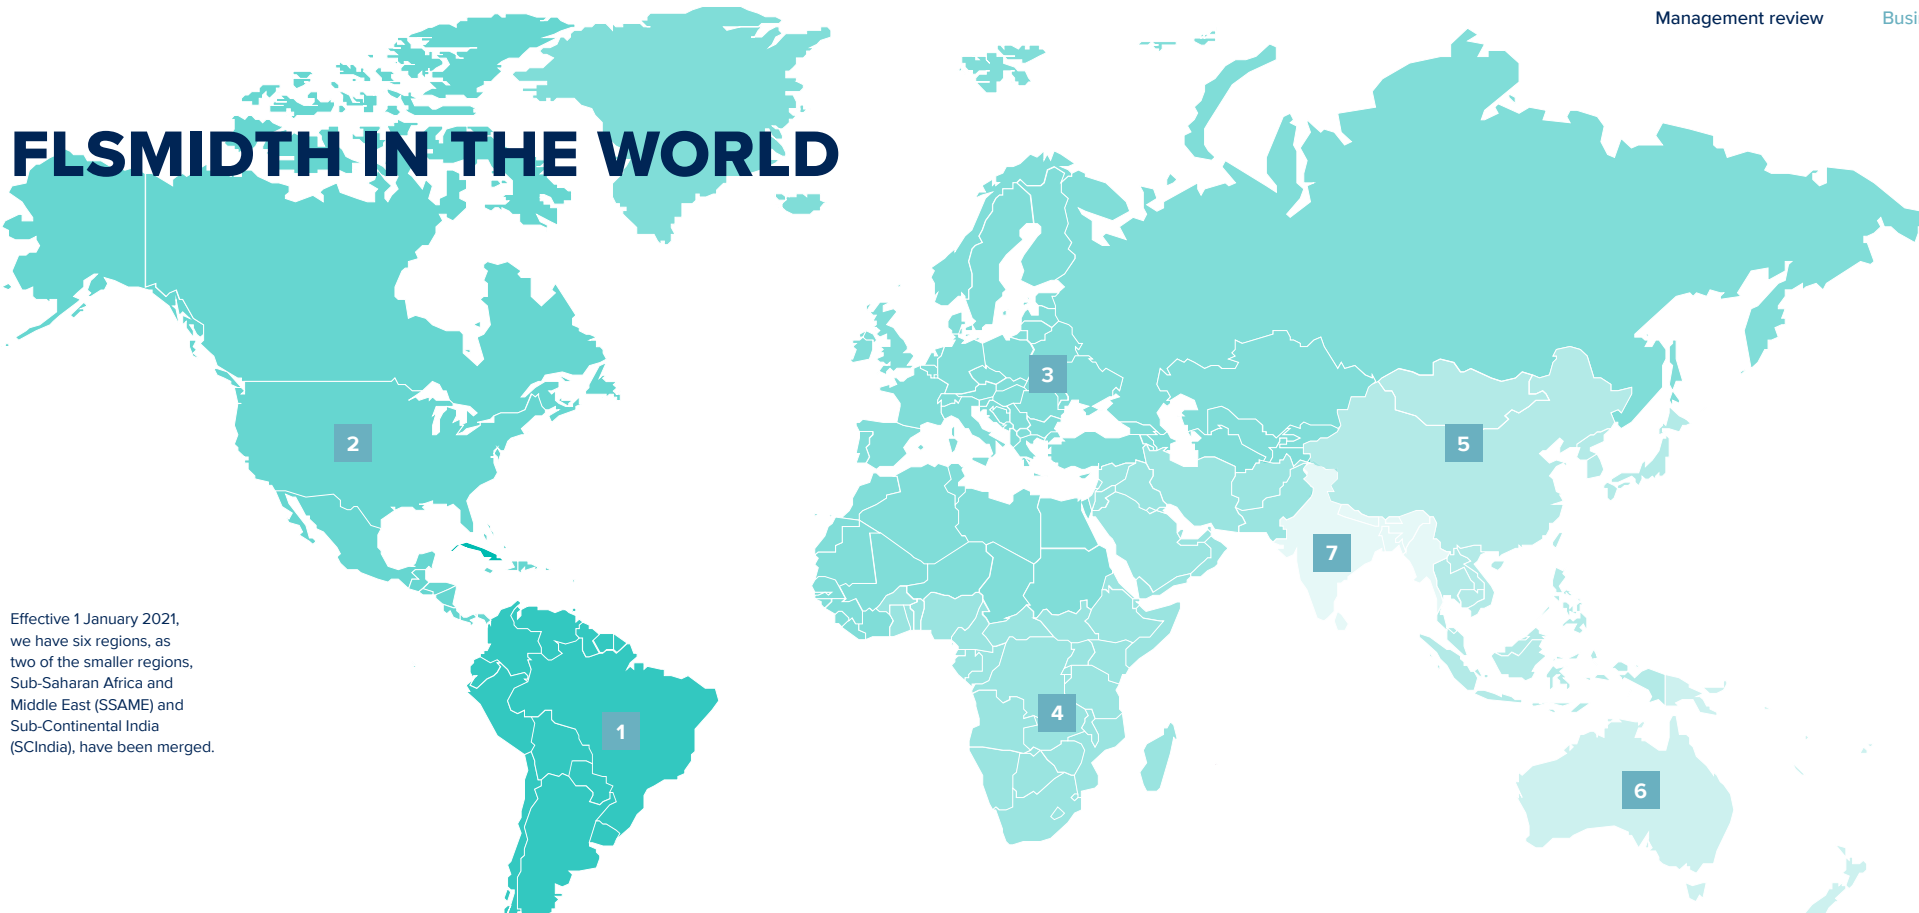 Management review Busi
FLSMIDTH IN THE WORLD
3
2
5
7
Effective 1 January 2021,
we have six regions, as
two of the smaller regions,
Sub-Saharan Africa and
Middle East (SSAME) and
Sub-Continental India
(SCIndia), have been merged.
4
1
6